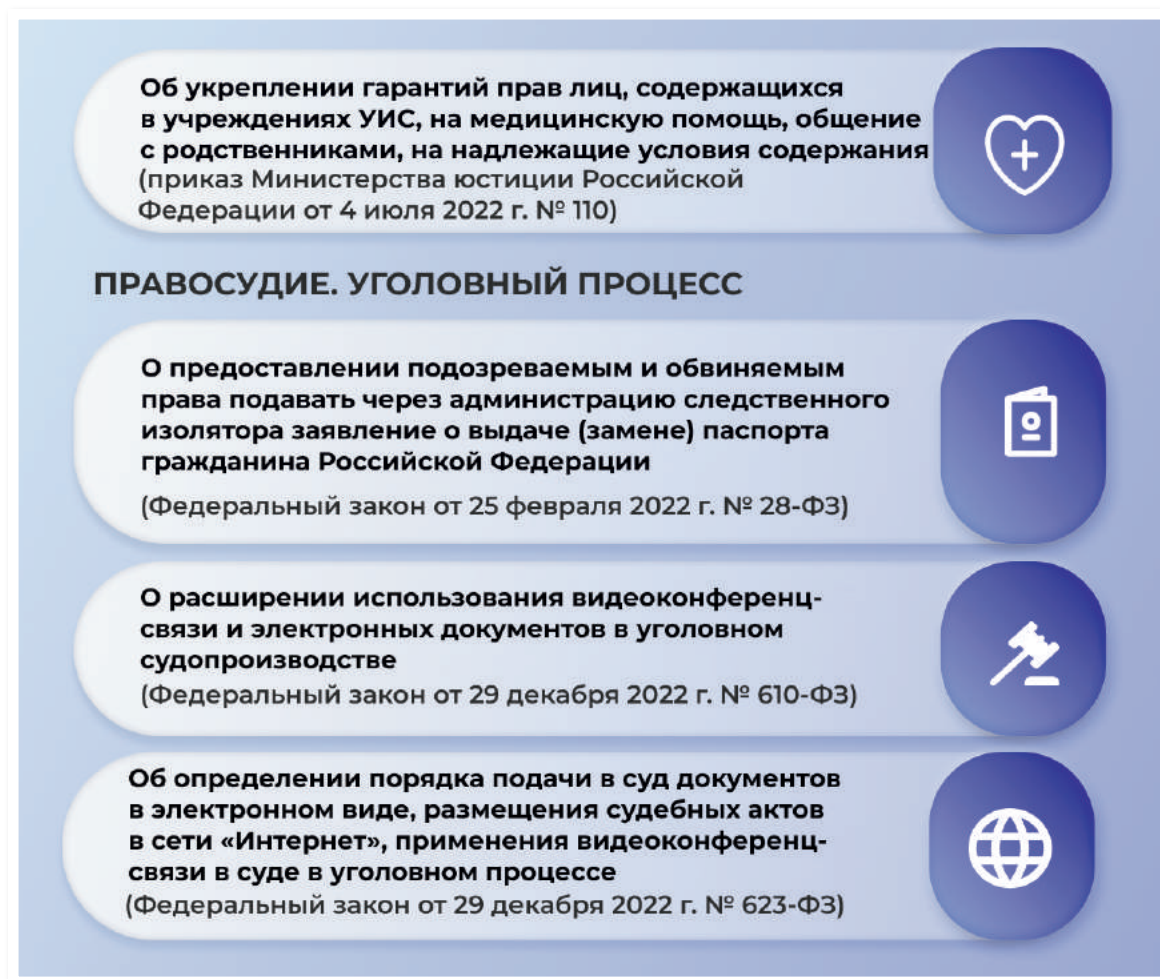 Об укреплении гарантий прав лиц, содержащихся
в учреждениях УИС, на медицинскую помощь, общение
с родственниками, на надлежащие условия содержания
(приказ Министерства юстиции Российской
Федерации от 4 июля 2022 г. № 110)
ПРАВОСУДИЕ. УГОЛОВНЫЙ ПРОЦЕСС
О предоставлении подозреваемым и обвиняемым
права подавать через администрацию следственного
изолятора заявление о выдаче (замене) паспорта
гражданина Российской Федерации
(Федеральный закон от 25 февраля 2022 г. № 28-ФЗ)
О расширении использования видеоконференц-
связи и электронных документов в уголовном
судопроизводстве
(Федеральный закон от 29 декабря 2022 г. № 610-ФЗ)
Об определении порядка подачи в суд документов
в электронном виде, размещения судебных актов
в сети «Интернет», применения видеоконференц-
связи в суде в уголовном процессе
(Федеральный закон от 29 декабря 2022 г. № 623-ФЗ)